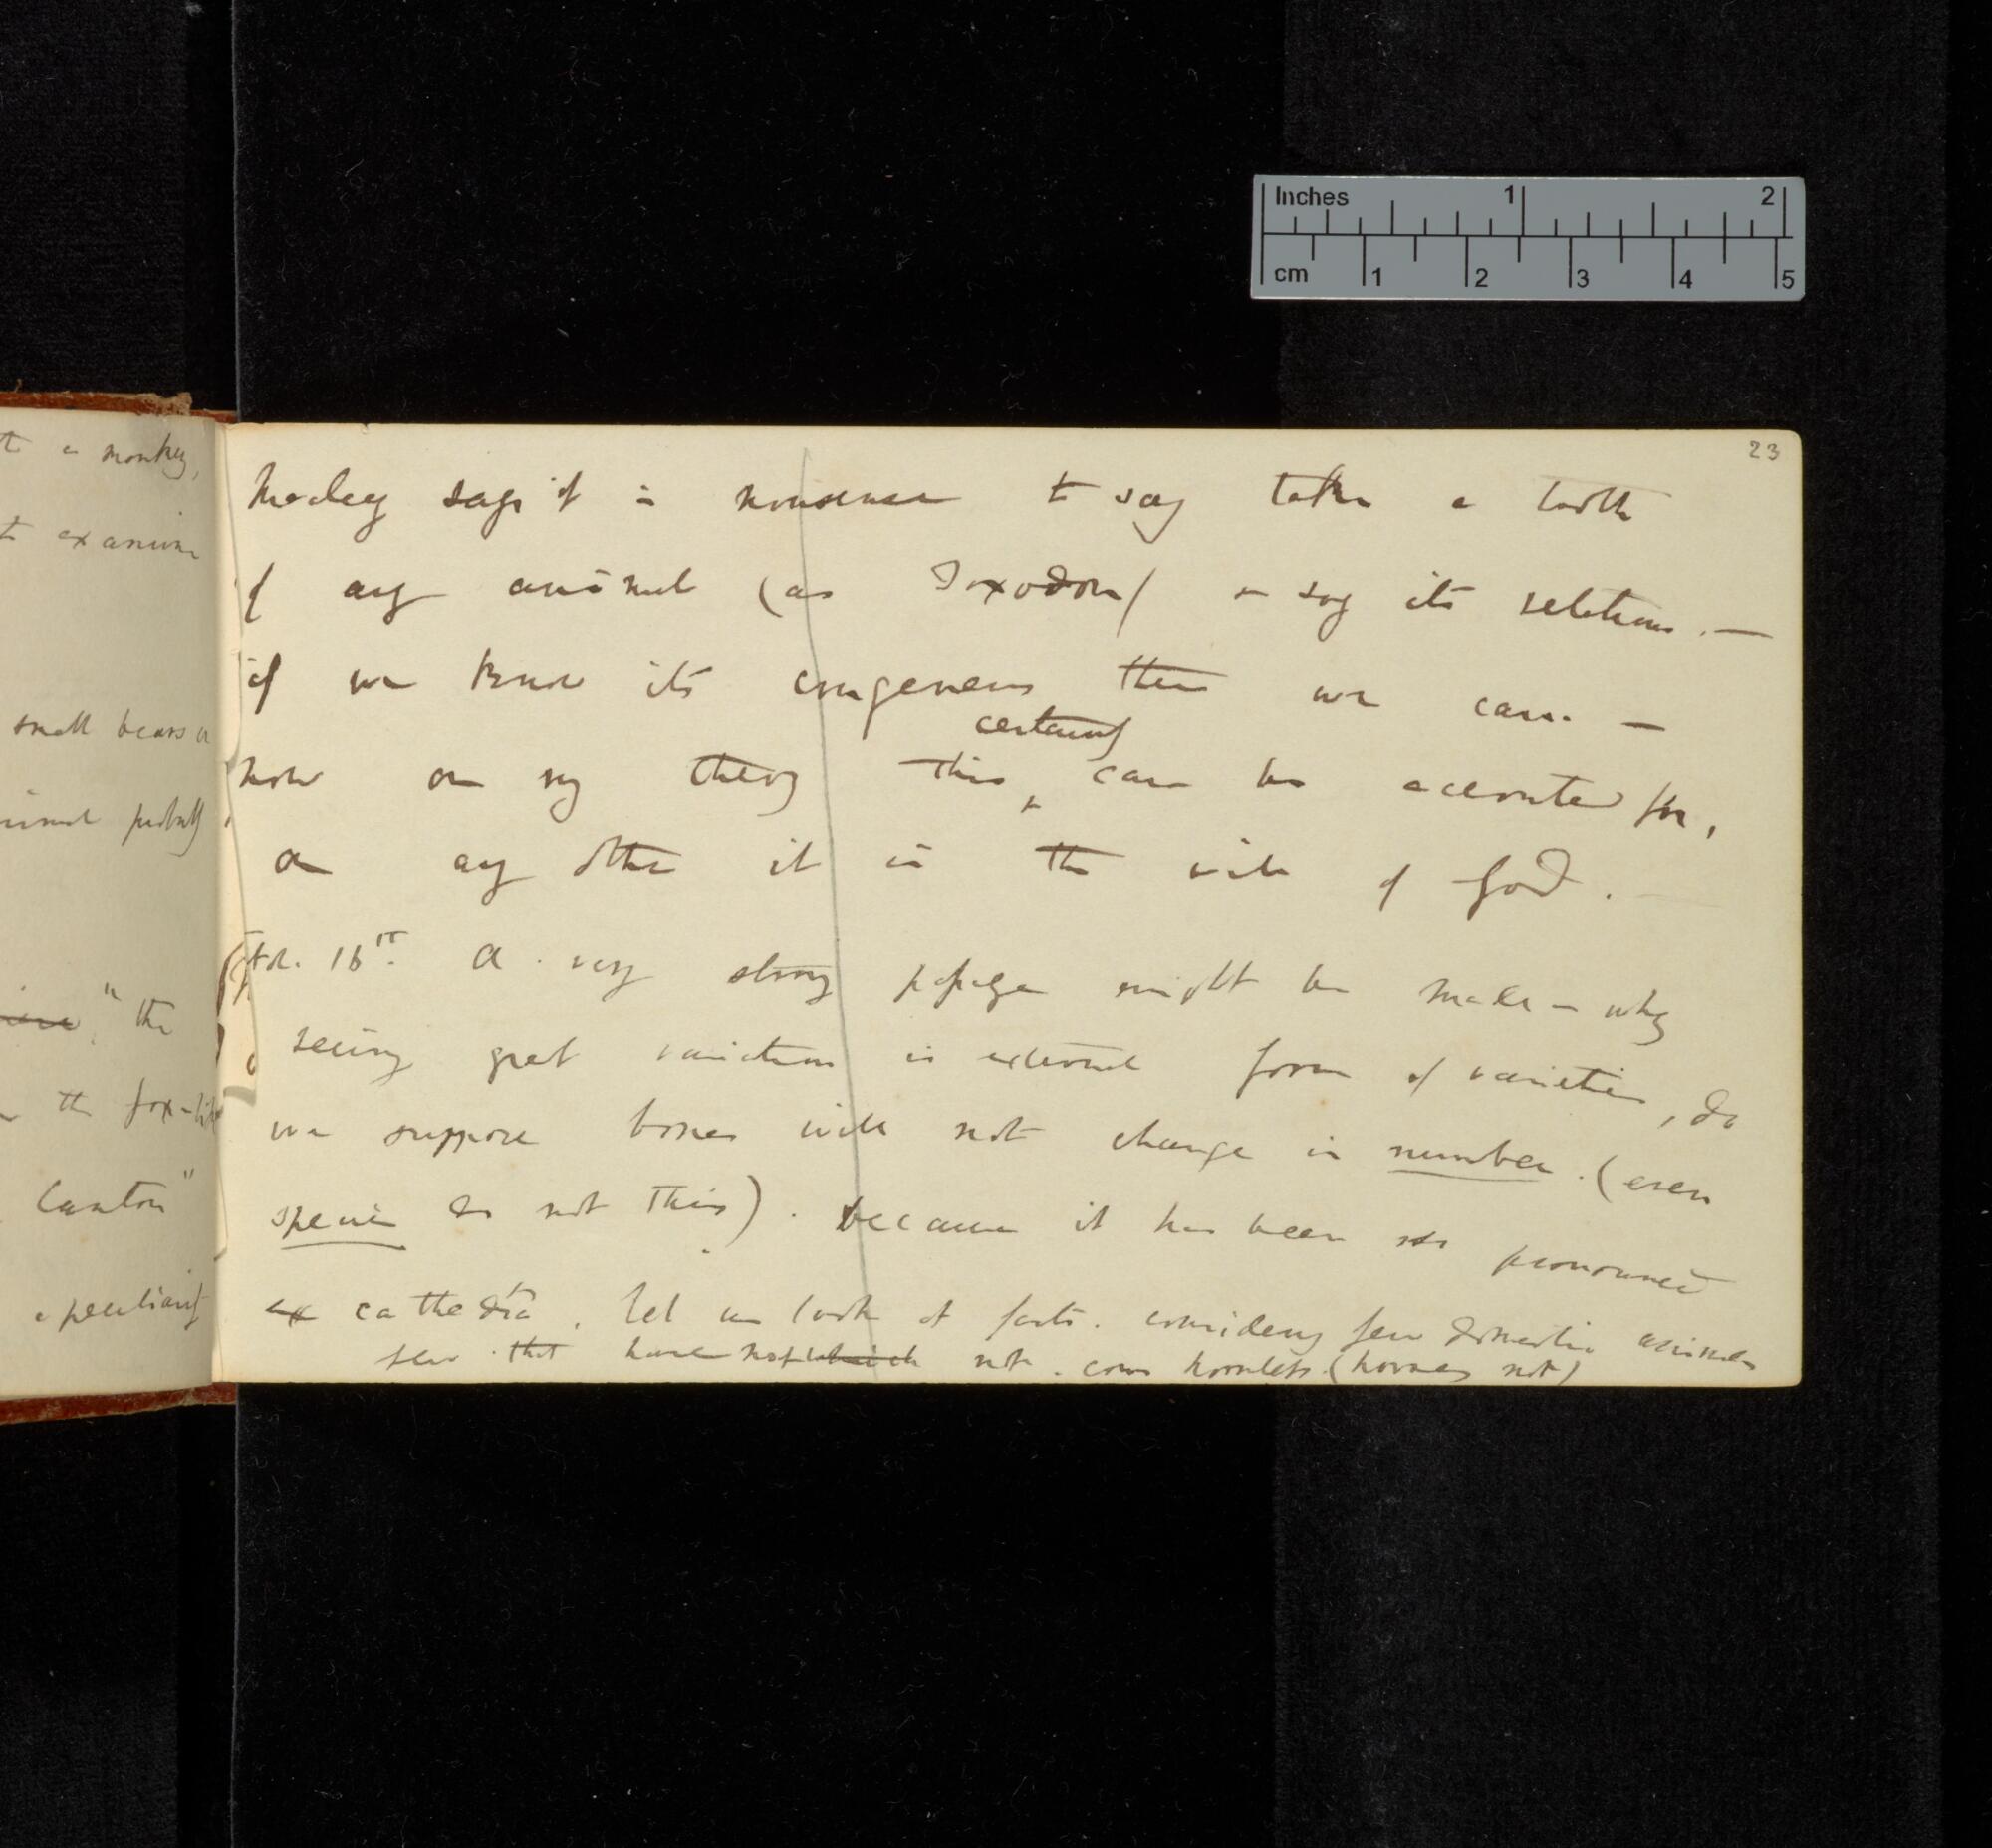 t a monkey,
t examine
small bears a
animal probably
" the
the fox-like
Canton"
a peculiarity
23
Macleay says it is nonsense to say take a tooth
of any animal (as Toxodon) & say its relations. —
if we know its congeners then we can. —
certainly
now on my theory this ‸ can be accounted for,
on any other it is the will of God. —
Feb. 16th. A very strong passage might be made — why
seeing great variation in external form of varieties, do
we suppose bones will not change in number. (even
species do not this). because it has been so pronounced
ex cathedra. let us look at facts. considering few domestic animals
few that have not which not. cows hornless. (horns not)
Inches 1 2
cm 1 2 3 4 5